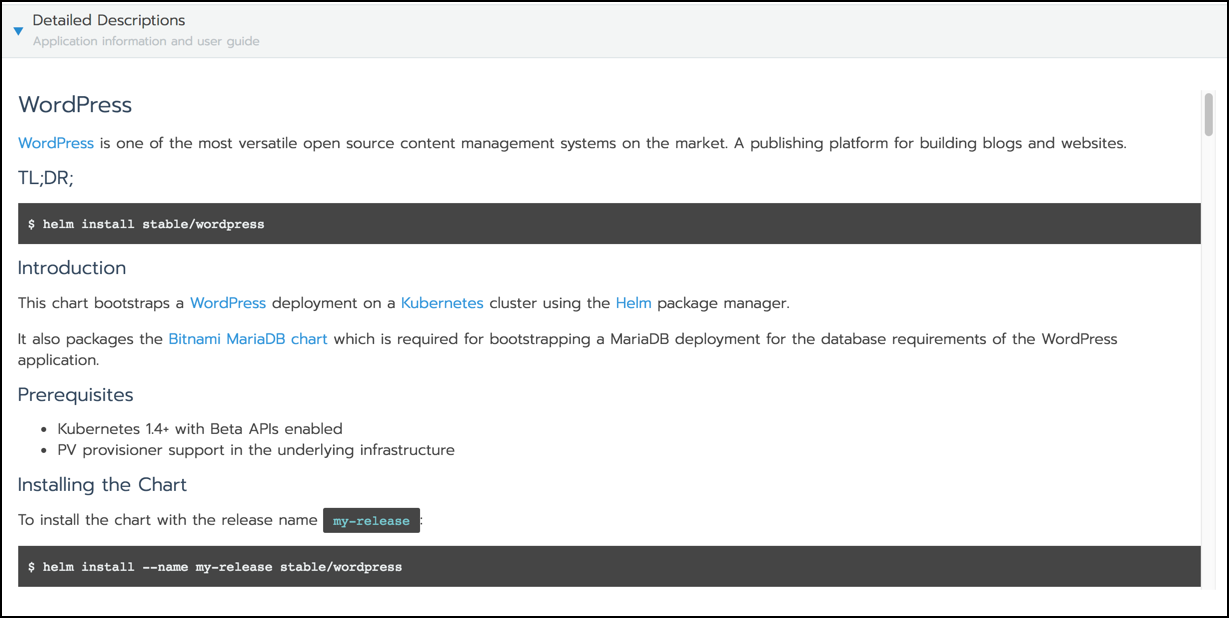 Detailed Descriptions
Application information and user guide
WordPress
WordPress is one of the most versatile open source content management systems on the market. A publishing platform for building blogs and websites.
TL;DR;
$ helm install stable/wordpress
Introduction
This chart bootstraps a WordPress deployment on a Kubernetes cluster using the Helm package manager.
It also packages the Bitnami MariaDB chart which is required for bootstrapping a MariaDB deployment for the database requirements of the WordPress
application.
Prerequisites
• Kubernetes 1.4+ with Beta APIs enabled
• PV provisioner support in the underlying infrastructure
Installing the Chart
To install the chart with the release name my-release:
$ helm install --name my-release stable/wordpress